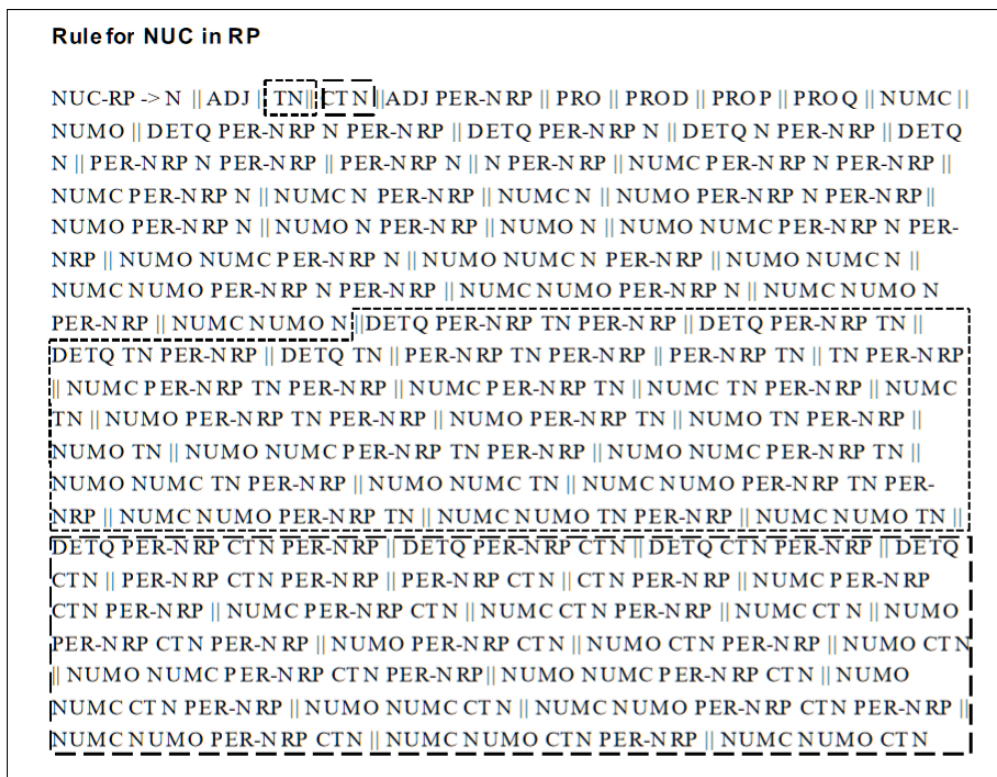 Rule for NUC in RP
NUC-RP -> N || ADJ || TN || CTN || ADJ PER-NRP || PRO || PROD || PROP || PROQ || NUMC ||
NUMO || DETQ PER-NRP N PER-NRP || DETQ PER-NRP N || DETQ N PER-NRP || DETQ
N || PER-NRP N PER-NRP || PER-NRP N || N PER-NRP || NUMC PER-NRP N PER-NRP ||
NUMC PER-NRP N || NUMC N PER-NRP || NUMC N || NUMO PER-NRP N PER-NRP ||
NUMO PER-NRP N || NUMO N PER-NRP || NUMO N || NUMO NUMC PER-NRP N PER-
NRP || NUMO NUMC PER-NRP N || NUMO NUMC N PER-NRP || NUMO NUMC N ||
NUMC NUMO PER-NRP N PER-NRP || NUMC NUMO PER-NRP N || NUMC NUMO N
PER-NRP || NUMC NUMO N || DETQ PER-NRP TN PER-NRP || DETQ PER-NRP TN ||
DETQ TN PER-NRP || DETQ TN || PER-NRP TN PER-NRP || PER-NRP TN || TN PER-NRP
|| NUMC PER-NRP TN PER-NRP || NUMC PER-NRP TN || NUMC TN PER-NRP || NUMC
TN || NUMO PER-NRP TN PER-NRP || NUMO PER-NRP TN || NUMO TN PER-NRP ||
NUMO TN || NUMO NUMC PER-NRP TN PER-NRP || NUMO NUMC PER-NRP TN ||
NUMO NUMC TN PER-NRP || NUMO NUMC TN || NUMC NUMO PER-NRP TN PER-
NRP || NUMC NUMO PER-NRP TN || NUMC NUMO TN PER-NRP || NUMC NUMO TN ||
DETQ PER-NRP CTN PER-NRP || DETQ PER-NRP CTN || DETQ CTN PER-NRP || DETQ
CTN || PER-NRP CTN PER-NRP || PER-NRP CTN || CTN PER-NRP || NUMC PER-NRP
CTN PER-NRP || NUMC PER-NRP CTN || NUMC CTN PER-NRP || NUMC CTN || NUMO
PER-NRP CTN PER-NRP || NUMO PER-NRP CTN || NUMO CTN PER-NRP || NUMO CTN
|| NUMO NUMC PER-NRP CTN PER-NRP || NUMO NUMC PER-NRP CTN || NUMO
NUMC CTN PER-NRP || NUMO NUMC CTN || NUMC NUMO PER-NRP CTN PER-NRP ||
NUMC NUMO PER-NRP CTN || NUMC NUMO CTN PER-NRP || NUMC NUMO CTN